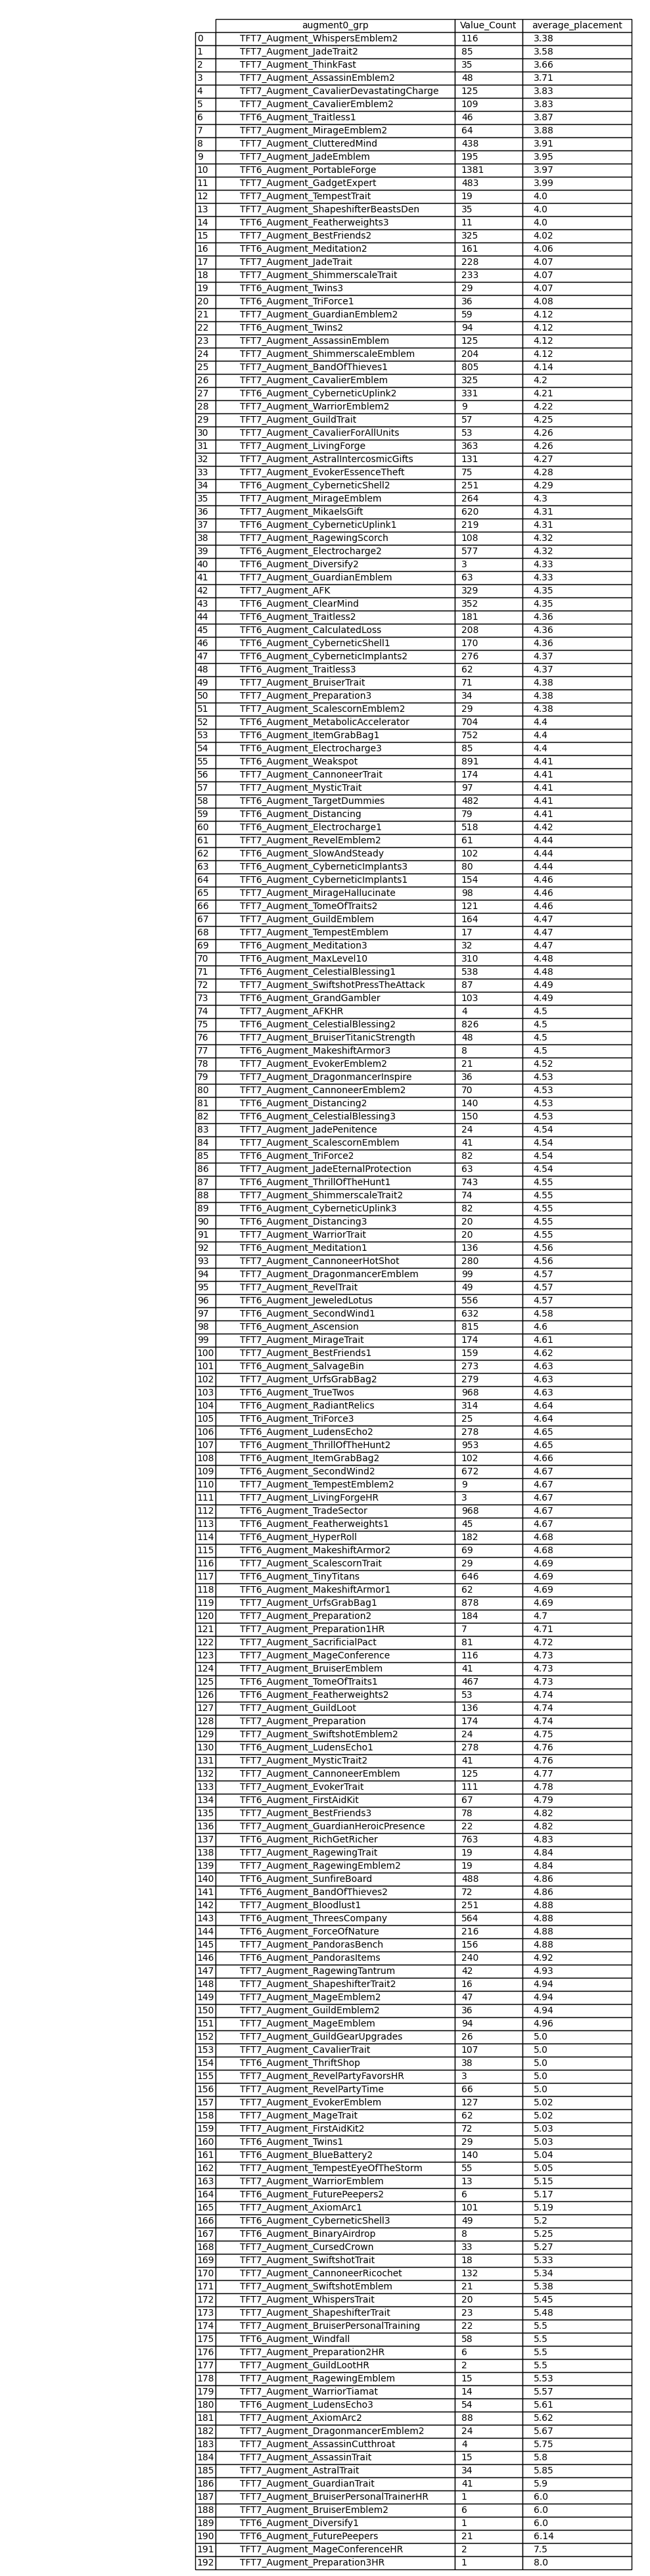 augment0_grp Value_Count average_placement
0 TFT7_Augment_WhispersEmblem2 116 3.38
1 TFT7_Augment_JadeTrait2 85 3.58
2 TFT7_Augment_ThinkFast 35 3.66
3 TFT7_Augment_AssassinEmblem2 48 3.71
4 TFT7_Augment_CavalierDevastatingCharge 125 3.83
5 TFT7_Augment_CavalierEmblem2 109 3.83
6 TFT6_Augment_Traitless1 46 3.87
7 TFT7_Augment_MirageEmblem2 64 3.88
8 TFT7_Augment_ClutteredMind 438 3.91
9 TFT7_Augment_JadeEmblem 195 3.95
10 TFT6_Augment_PortableForge 1381 3.97
11 TFT7_Augment_GadgetExpert 483 3.99
12 TFT7_Augment_TempestTrait 19 4.0
13 TFT7_Augment_ShapeshifterBeastsDen 35 4.0
14 TFT6_Augment_Featherweights3 11 4.0
15 TFT7_Augment_BestFriends2 325 4.02
16 TFT6_Augment_Meditation2 161 4.06
17 TFT7_Augment_JadeTrait 228 4.07
18 TFT7_Augment_ShimmerscaleTrait 233 4.07
19 TFT6_Augment_Twins3 29 4.07
20 TFT6_Augment_TriForce1 36 4.08
21 TFT7_Augment_GuardianEmblem2 59 4.12
22 TFT6_Augment_Twins2 94 4.12
23 TFT7_Augment_AssassinEmblem 125 4.12
24 TFT7_Augment_ShimmerscaleEmblem 204 4.12
25 TFT7_Augment_BandOfThieves1 805 4.14
26 TFT7_Augment_CavalierEmblem 325 4.2
27 TFT6_Augment_CyberneticUplink2 331 4.21
28 TFT7_Augment_WarriorEmblem2 9 4.22
29 TFT7_Augment_GuildTrait 57 4.25
30 TFT7_Augment_CavalierForAllUnits 53 4.26
31 TFT7_Augment_LivingForge 363 4.26
32 TFT7_Augment_AstralIntercosmicGifts 131 4.27
33 TFT7_Augment_EvokerEssenceTheft 75 4.28
34 TFT6_Augment_CyberneticShell2 251 4.29
35 TFT7_Augment_MirageEmblem 264 4.3
36 TFT7_Augment_MikaelsGift 620 4.31
37 TFT6_Augment_CyberneticUplink1 219 4.31
38 TFT7_Augment_RagewingScorch 108 4.32
39 TFT6_Augment_Electrocharge2 577 4.32
40 TFT6_Augment_Diversify2 3 4.33
41 TFT7_Augment_GuardianEmblem 63 4.33
42 TFT7_Augment_AFK 329 4.35
43 TFT6_Augment_ClearMind 352 4.35
44 TFT6_Augment_Traitless2 181 4.36
45 TFT6_Augment_CalculatedLoss 208 4.36
46 TFT6_Augment_CyberneticShell1 170 4.36
47 TFT6_Augment_CyberneticImplants2 276 4.37
48 TFT6_Augment_Traitless3 62 4.37
49 TFT7_Augment_BruiserTrait 71 4.38
50 TFT7_Augment_Preparation3 34 4.38
51 TFT7_Augment_ScalescornEmblem2 29 4.38
52 TFT6_Augment_MetabolicAccelerator 704 4.4
53 TFT6_Augment_ItemGrabBag1 752 4.4
54 TFT6_Augment_Electrocharge3 85 4.4
55 TFT6_Augment_Weakspot 891 4.41
56 TFT7_Augment_CannoneerTrait 174 4.41
57 TFT7_Augment_MysticTrait 97 4.41
58 TFT6_Augment_TargetDummies 482 4.41
59 TFT6_Augment_Distancing 79 4.41
60 TFT6_Augment_Electrocharge1 518 4.42
61 TFT7_Augment_RevelEmblem2 61 4.44
62 TFT6_Augment_SlowAndSteady 102 4.44
63 TFT6_Augment_CyberneticImplants3 80 4.44
64 TFT6_Augment_CyberneticImplants1 154 4.46
65 TFT7_Augment_MirageHallucinate 98 4.46
66 TFT7_Augment_TomeOfTraits2 121 4.46
67 TFT7_Augment_GuildEmblem 164 4.47
68 TFT7_Augment_TempestEmblem 17 4.47
69 TFT6_Augment_Meditation3 32 4.47
70 TFT7_Augment_MaxLevel10 310 4.48
71 TFT6_Augment_CelestialBlessing1 538 4.48
72 TFT7_Augment_SwiftshotPressTheAttack 87 4.49
73 TFT6_Augment_GrandGambler 103 4.49
74 TFT7_Augment_AFKHR 4 4.5
75 TFT6_Augment_CelestialBlessing2 826 4.5
76 TFT7_Augment_BruiserTitanicStrength 48 4.5
77 TFT6_Augment_MakeshiftArmor3 8 4.5
78 TFT7_Augment_EvokerEmblem2 21 4.52
79 TFT7_Augment_DragonmancerInspire 36 4.53
80 TFT7_Augment_CannoneerEmblem2 70 4.53
81 TFT6_Augment_Distancing2 140 4.53
82 TFT6_Augment_CelestialBlessing3 150 4.53
83 TFT7_Augment_JadePenitence 24 4.54
84 TFT7_Augment_ScalescornEmblem 41 4.54
85 TFT6_Augment_TriForce2 82 4.54
86 TFT7_Augment_JadeEternalProtection 63 4.54
87 TFT6_Augment_ThrillOfTheHunt1 743 4.55
88 TFT7_Augment_ShimmerscaleTrait2 74 4.55
89 TFT6_Augment_CyberneticUplink3 82 4.55
90 TFT6_Augment_Distancing3 20 4.55
91 TFT7_Augment_WarriorTrait 20 4.55
92 TFT6_Augment_Meditation1 136 4.56
93 TFT7_Augment_CannoneerHotShot 280 4.56
94 TFT7_Augment_DragonmancerEmblem 99 4.57
95 TFT7_Augment_RevelTrait 49 4.57
96 TFT6_Augment_JeweledLotus 556 4.57
97 TFT6_Augment_SecondWind1 632 4.58
98 TFT6_Augment_Ascension 815 4.6
99 TFT7_Augment_MirageTrait 174 4.61
100 TFT7_Augment_BestFriends1 159 4.62
101 TFT6_Augment_SalvageBin 273 4.63
102 TFT7_Augment_UrfsGrabBag2 279 4.63
103 TFT6_Augment_TrueTwos 968 4.63
104 TFT6_Augment_RadiantRelics 314 4.64
105 TFT6_Augment_TriForce3 25 4.64
106 TFT6_Augment_LudensEcho2 278 4.65
107 TFT6_Augment_ThrillOfTheHunt2 953 4.65
108 TFT6_Augment_ItemGrabBag2 102 4.66
109 TFT6_Augment_SecondWind2 672 4.67
110 TFT7_Augment_TempestEmblem2 9 4.67
111 TFT7_Augment_LivingForgeHR 3 4.67
112 TFT6_Augment_TradeSector 968 4.67
113 TFT6_Augment_Featherweights1 45 4.67
114 TFT6_Augment_HyperRoll 182 4.68
115 TFT6_Augment_MakeshiftArmor2 69 4.68
116 TFT7_Augment_ScalescornTrait 29 4.69
117 TFT6_Augment_TinyTitans 646 4.69
118 TFT6_Augment_MakeshiftArmor1 62 4.69
119 TFT7_Augment_UrfsGrabBag1 878 4.69
120 TFT7_Augment_Preparation2 184 4.7
121 TFT7_Augment_Preparation1HR 7 4.71
122 TFT7_Augment_SacrificialPact 81 4.72
123 TFT7_Augment_MageConference 116 4.73
124 TFT7_Augment_BruiserEmblem 41 4.73
125 TFT6_Augment_TomeOfTraits1 467 4.73
126 TFT6_Augment_Featherweights2 53 4.74
127 TFT7_Augment_GuildLoot 136 4.74
128 TFT7_Augment_Preparation 174 4.74
129 TFT7_Augment_SwiftshotEmblem2 24 4.75
130 TFT6_Augment_LudensEcho1 278 4.76
131 TFT7_Augment_MysticTrait2 41 4.76
132 TFT7_Augment_CannoneerEmblem 125 4.77
133 TFT7_Augment_EvokerTrait 111 4.78
134 TFT6_Augment_FirstAidKit 67 4.79
135 TFT7_Augment_BestFriends3 78 4.82
136 TFT7_Augment_GuardianHeroicPresence 22 4.82
137 TFT6_Augment_RichGetRicher 763 4.83
138 TFT7_Augment_RagewingTrait 19 4.84
139 TFT7_Augment_RagewingEmblem2 19 4.84
140 TFT6_Augment_SunfireBoard 488 4.86
141 TFT7_Augment_BandOfThieves2 72 4.86
142 TFT7_Augment_Bloodlust1 251 4.88
143 TFT6_Augment_ThreesCompany 564 4.88
144 TFT6_Augment_ForceOfNature 216 4.88
145 TFT7_Augment_PandorasBench 156 4.88
146 TFT6_Augment_PandorasItems 240 4.92
147 TFT7_Augment_RagewingTantrum 42 4.93
148 TFT7_Augment_ShapeshifterTrait2 16 4.94
149 TFT7_Augment_MageEmblem2 47 4.94
150 TFT7_Augment_GuildEmblem2 36 4.94
151 TFT7_Augment_MageEmblem 94 4.96
152 TFT7_Augment_GuildGearUpgrades 26 5.0
153 TFT7_Augment_CavalierTrait 107 5.0
154 TFT6_Augment_ThriftShop 38 5.0
155 TFT7_Augment_RevelPartyFavorsHR 3 5.0
156 TFT7_Augment_RevelPartyTime 66 5.0
157 TFT7_Augment_EvokerEmblem 127 5.02
158 TFT7_Augment_MageTrait 62 5.02
159 TFT7_Augment_FirstAidKit2 72 5.03
160 TFT6_Augment_Twins1 29 5.03
161 TFT6_Augment_BlueBattery2 140 5.04
162 TFT7_Augment_TempestEyeOfTheStorm 55 5.05
163 TFT7_Augment_WarriorEmblem 13 5.15
164 TFT7_Augment_FuturePeepers2 6 5.17
165 TFT7_Augment_AxiomArc1 101 5.19
166 TFT6_Augment_CyberneticShell3 49 5.2
167 TFT6_Augment_BinaryAirdrop 8 5.25
168 TFT7_Augment_CursedCrown 33 5.27
169 TFT7_Augment_SwiftshotTrait 18 5.33
170 TFT7_Augment_CannoneerRicochet 132 5.34
171 TFT7_Augment_SwiftshotEmblem 21 5.38
172 TFT7_Augment_WhispersTrait 20 5.45
173 TFT7_Augment_ShapeshifterTrait 23 5.48
174 TFT7_Augment_BruiserPersonalTraining 22 5.5
175 TFT6_Augment_Windfall 58 5.5
176 TFT7_Augment_Preparation2HR 6 5.5
177 TFT7_Augment_GuildLootHR 2 5.5
178 TFT7_Augment_RagewingEmblem 15 5.53
179 TFT7_Augment_WarriorTiamat 14 5.57
180 TFT6_Augment_LudensEcho3 54 5.61
181 TFT7_Augment_AxiomArc2 88 5.62
182 TFT7_Augment_DragonmancerEmblem2 24 5.67
183 TFT7_Augment_AssassinCutthroat 4 5.75
184 TFT7_Augment_AssassinTrait 15 5.8
185 TFT7_Augment_AstralTrait 34 5.85
186 TFT7_Augment_GuardianTrait 41 5.9
187 TFT7_Augment_BruiserPersonalTrainerHR 1 6.0
188 TFT7_Augment_BruiserEmblem2 6 6.0
189 TFT6_Augment_Diversify1 1 6.0
190 TFT7_Augment_FuturePeepers 21 6.14
191 TFT7_Augment_MageConferenceHR 2 7.5
192 TFT7_Augment_Preparation3HR 1 8.0